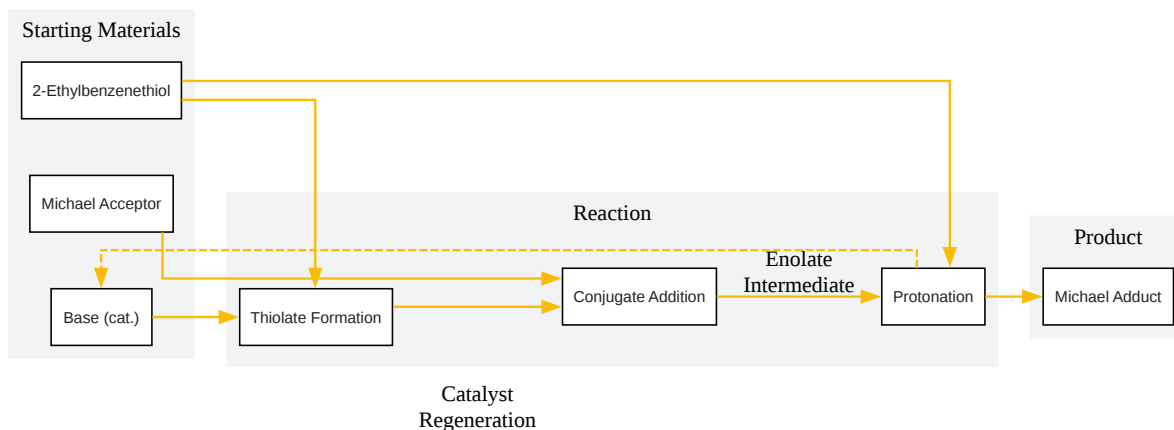 Starting Materials
2-Ethylbenzenethiol
Michael Acceptor
Base (cat.)
Reaction
Thiolate Formation
Conjugate Addition
Enolate
Intermediate
Protonation
Product
Michael Adduct
Catalyst
Regeneration